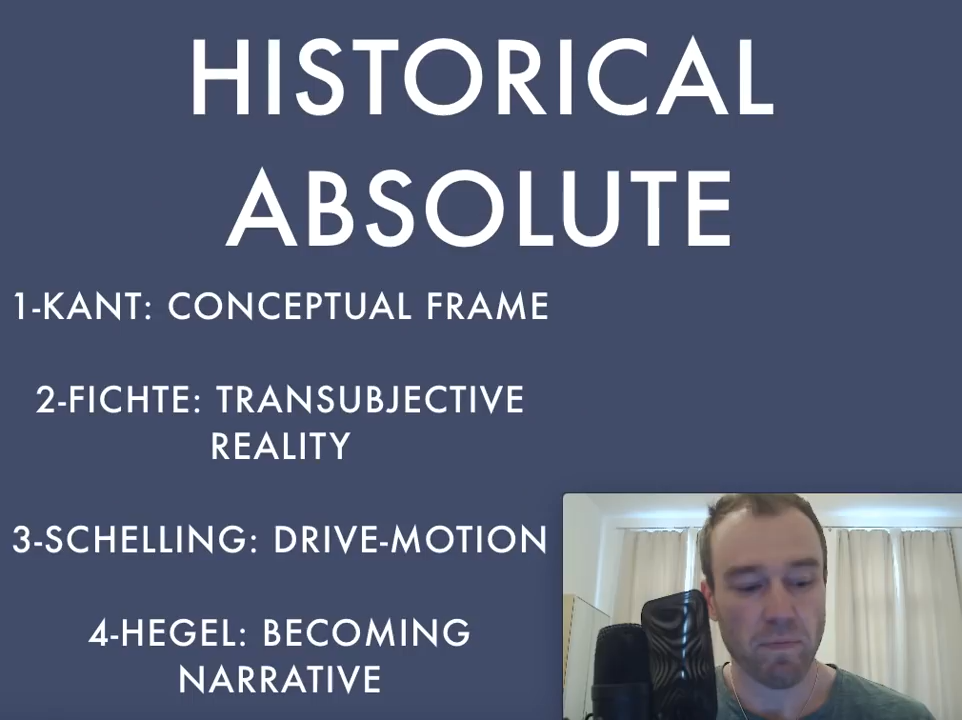 HISTORICAL
ABSOLUTE
1-KANT: CONCEPTUAL FRAME
2-FICHTE: TRANSUBJECTIVE
REALITY
3-SCHELLING: DRIVE-MOTION
4-HEGEL: BECOMING
NARRATIVE